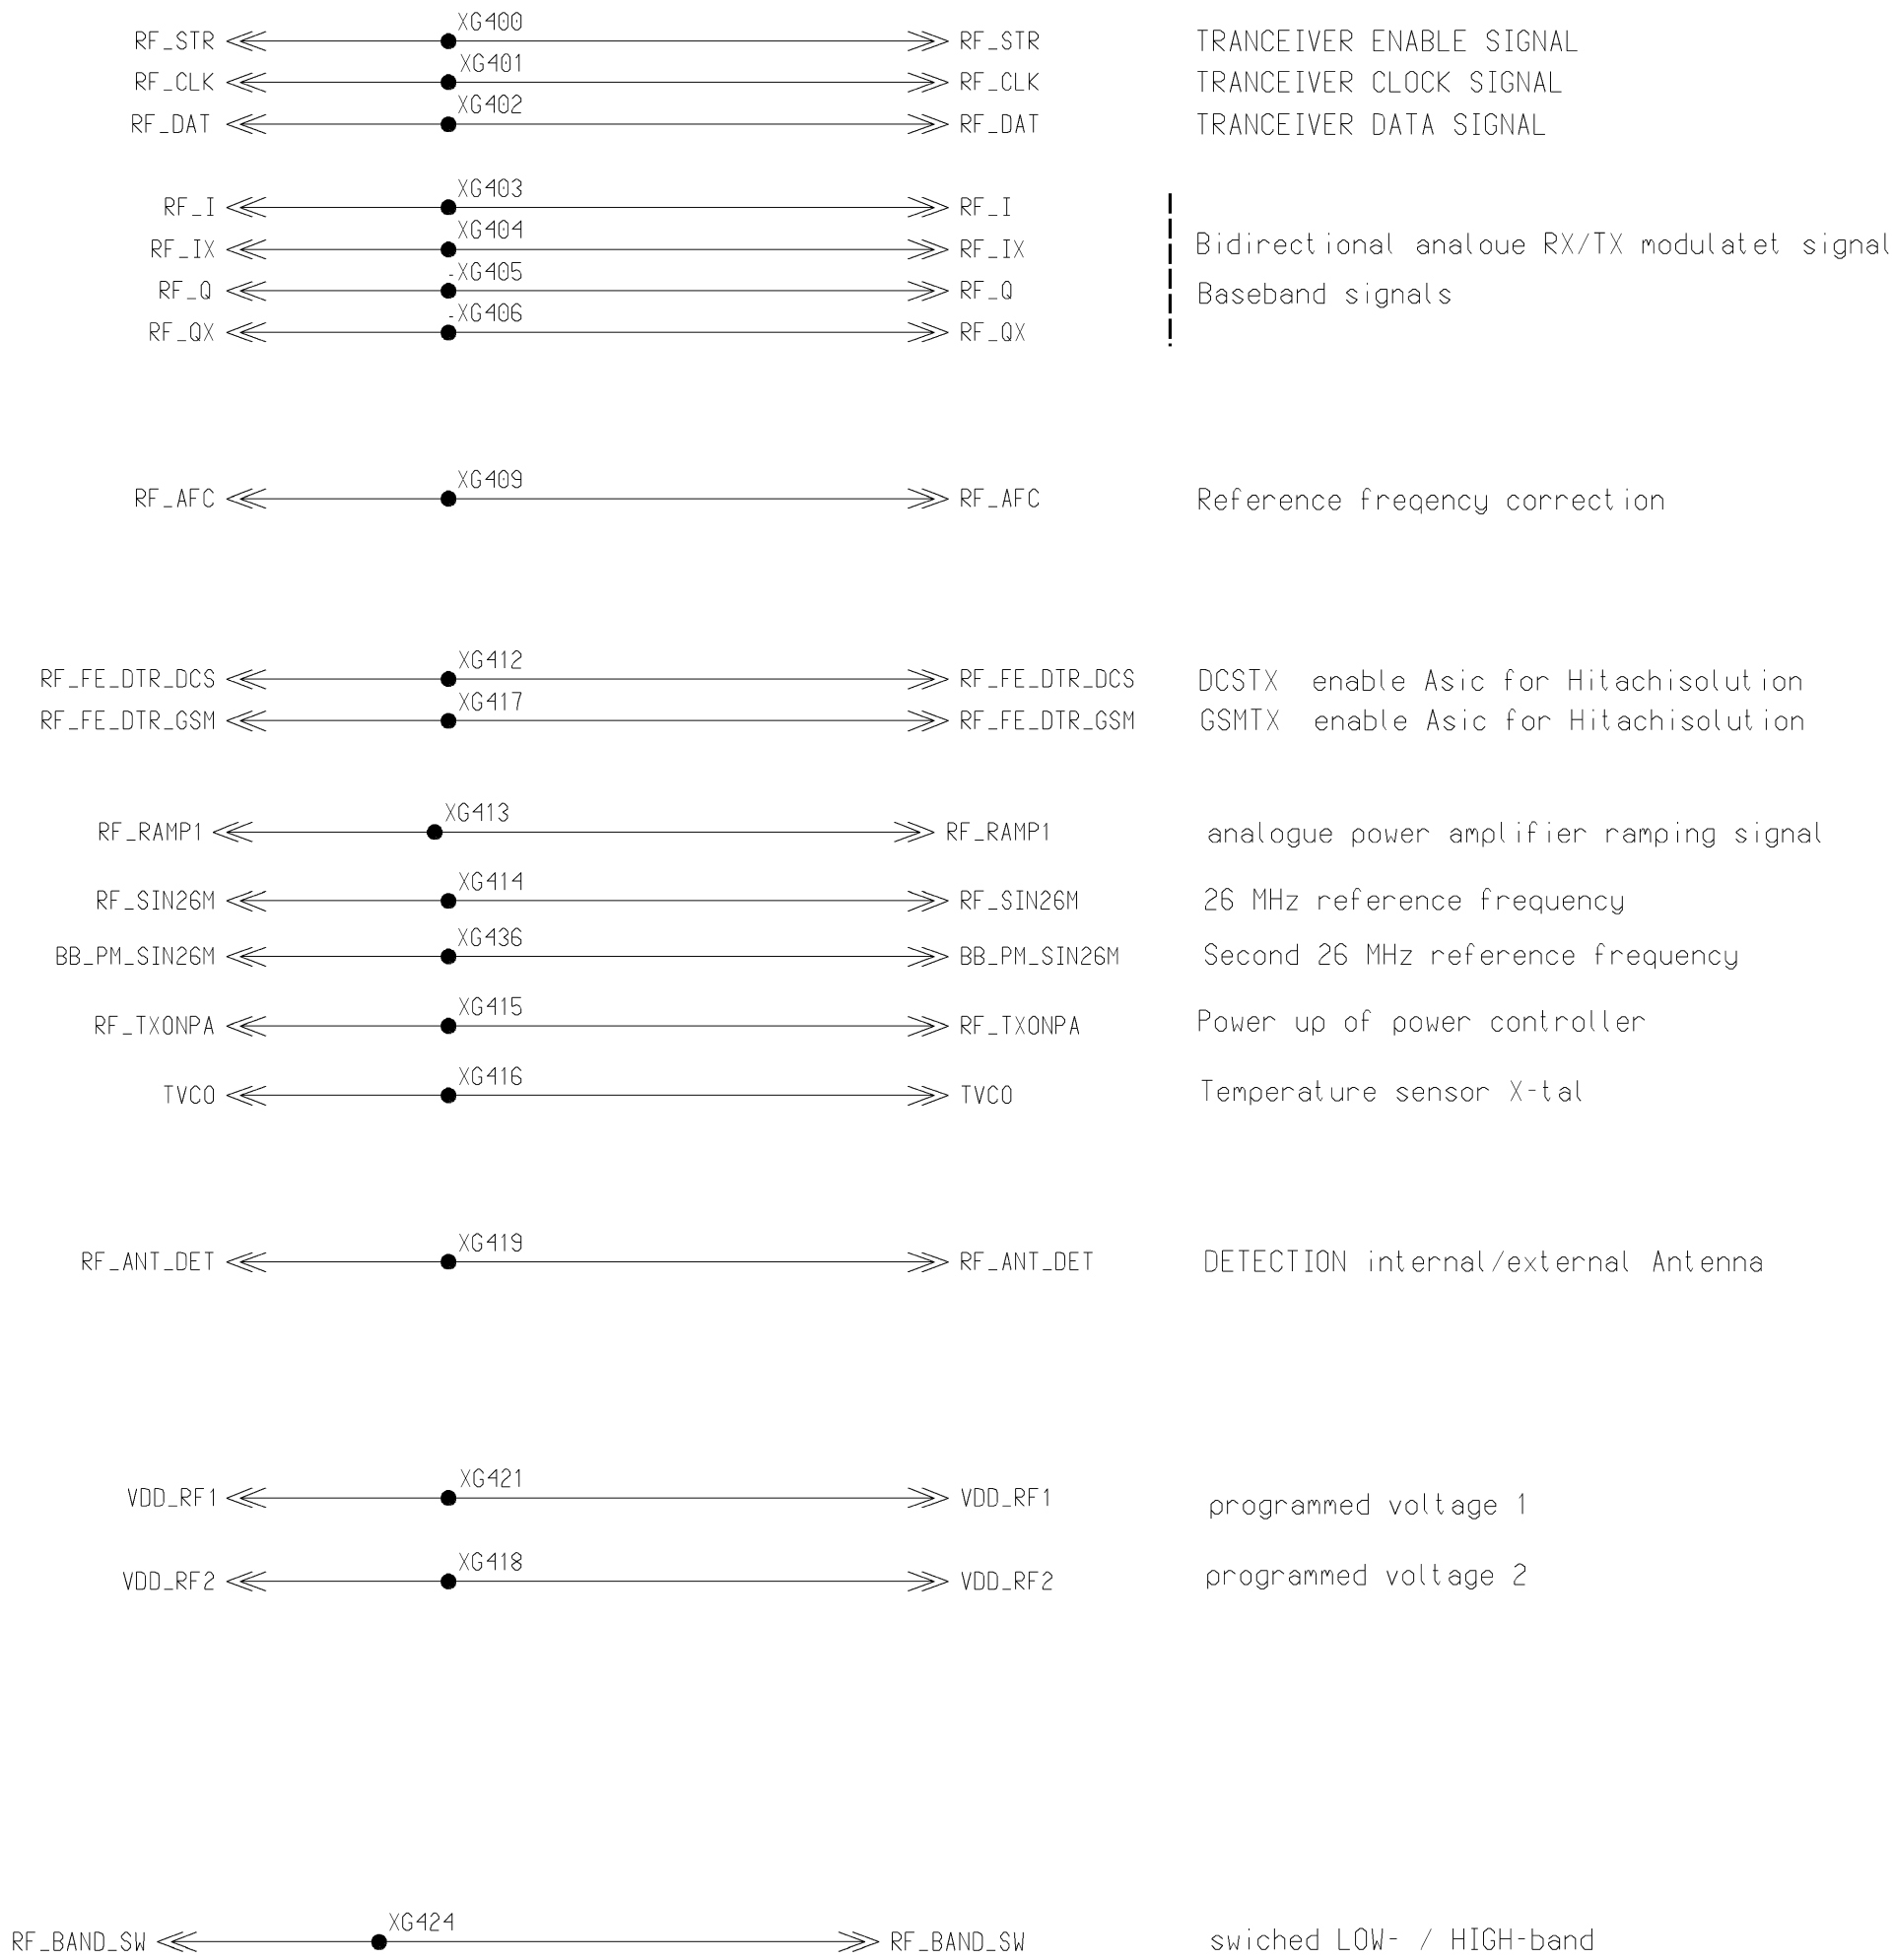 XG400
RF_STR RF_STR TRANCEIVER ENABLE SIGNAL
XG401
RF_CLK RF_CLK TRANCEIVER CLOCK SIGNAL
XG402
RF_DAT RF_DAT TRANCEIVER DATA SIGNAL
XG403
RF_I RF_I
XG404
RF_IX RF_IX Bidirectional analoue RX/TX modulatet signal
-XG405
RF_Q RF_Q Baseband signals
-XG406
RF_QX RF_QX
XG409
RF_AFC RF_AFC Reference freqency correction
XG412
RF_FE_DTR_DCS RF_FE_DTR_DCS DCSTX enable Asic for Hitachisolution
XG417
RF_FE_DTR_GSM RF_FE_DTR_GSM GSMTX enable Asic for Hitachisolution
XG413
RF_RAMP1 RF_RAMP1 analogue power amplifier ramping signal
XG414
RF_SIN26M RF_SIN26M 26 MHz reference frequency
XG436
BB_PM_SIN26M BB_PM_SIN26M Second 26 MHz reference frequency
XG415
RF_TXONPA RF_TXONPA Power up of power controller
XG416
TVCO TVCO Temperature sensor X-tal
XG419
RF_ANT_DET RF_ANT_DET DETECTION internal/external Antenna
XG421
VDD_RF1 VDD_RF1 programmed voltage 1
XG418
VDD_RF2 VDD_RF2 programmed voltage 2
XG424
RF_BAND_SW RF_BAND_SW swiched LOW- / HIGH-band